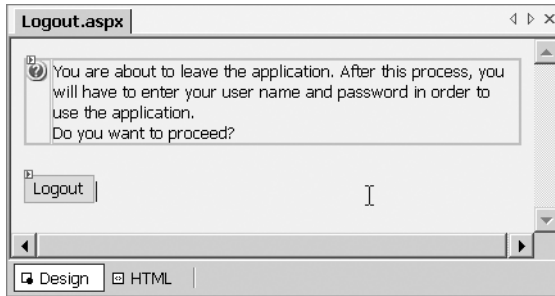 Logout.aspx
You are about to leave the application. After this process, you
will have to enter your user name and password in order to
use the application.
Do you want to proceed?
Logout
Design HTML